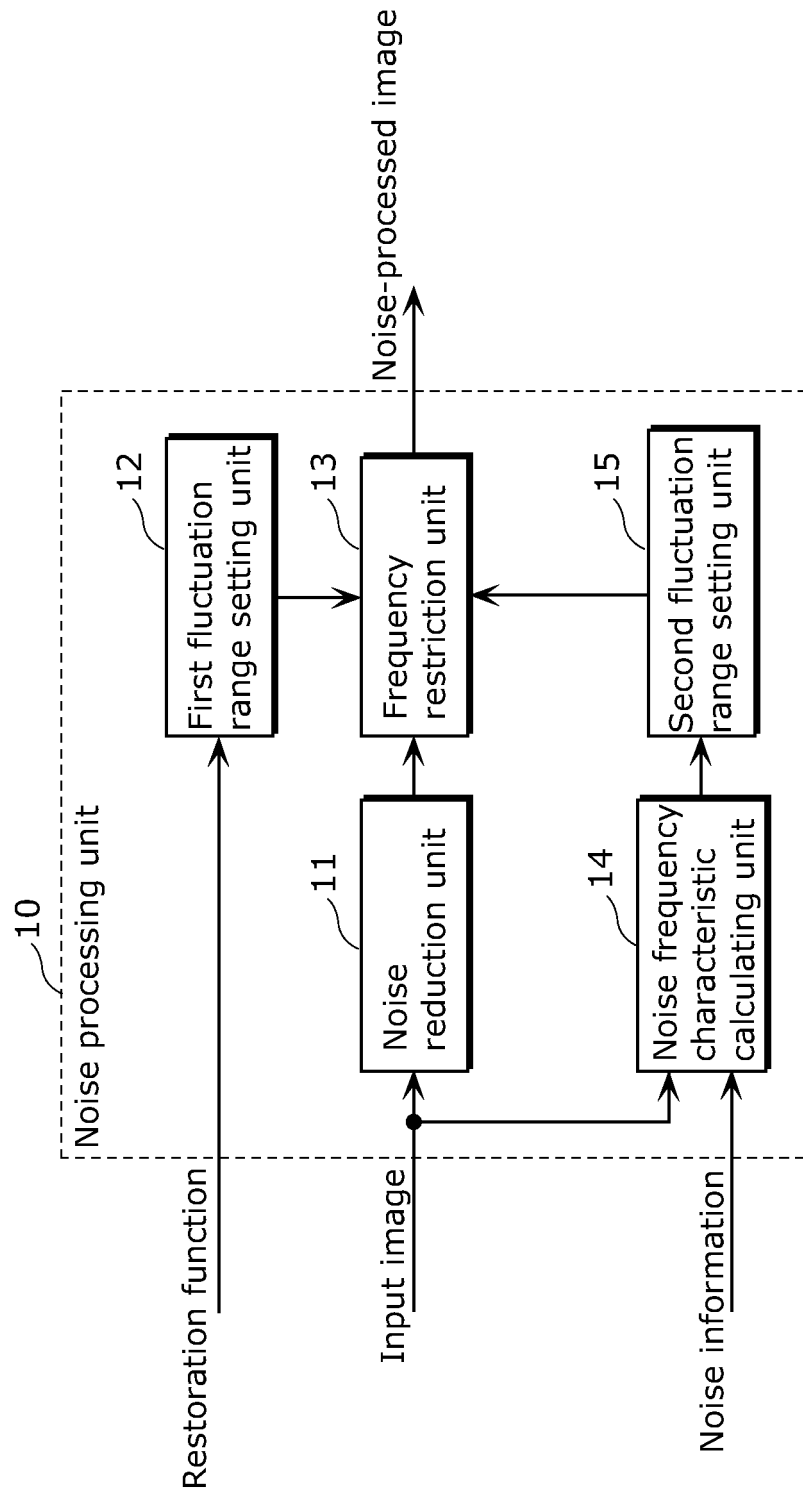 10
Noise processing unit
Restoration function
12
First fluctuation
range setting unit
Input image
11
Noise
reduction unit
13
Frequency
restriction unit
Noise-processed image
Noise information
14
Noise frequency
characteristic
calculating unit
15
Second fluctuation
range setting unit